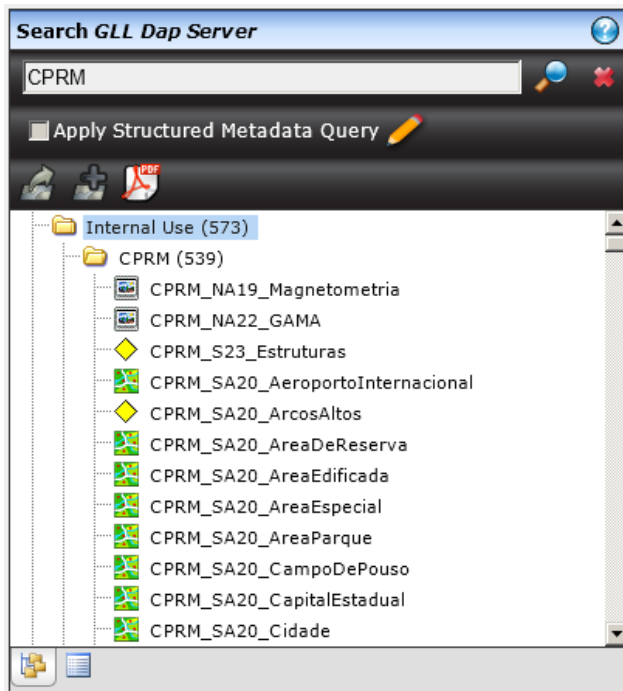 Search GLL Dap Server
?
CPRM
Apply Structured Metadata Query
PDF
Internal Use (573)
CPRM (539)
CPRM_NA19_Magnetometria
CPRM_NA22_GAMA
CPRM_S23_Estruturas
CPRM_SA20_AeroportoInternacional
CPRM_SA20_ArcosAltos
CPRM_SA20_AreaDeReserva
CPRM_SA20_AreaEdificada
CPRM_SA20_AreaEspecial
CPRM_SA20_AreaParque
CPRM_SA20_CampoDePouso
CPRM_SA20_CapitalEstadual
CPRM_SA20_Cidade